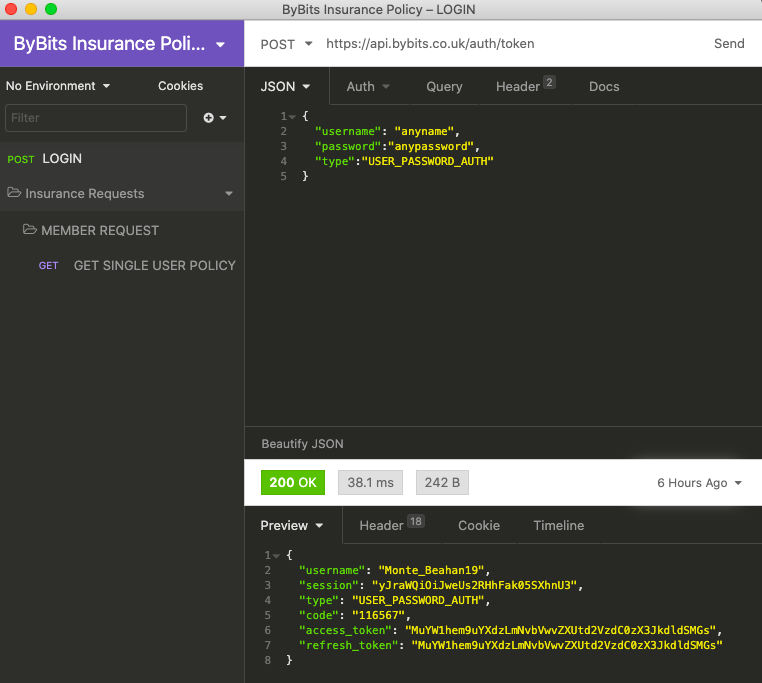 ByBits Insurance Policy – LOGIN
ByBits Insurance Poli...
POST https://api.bybits.co.uk/auth/token Send
No Environment Cookies
JSON Auth Query Header 2 Docs
Filter
POST LOGIN
Insurance Requests
MEMBER REQUEST
GET GET SINGLE USER POLICY
1 {
2 "username": "anyname",
3 "password":"anypassword",
4 "type":"USER_PASSWORD_AUTH"
5 }
Beautify JSON
200 OK 38.1 ms 242 B 6 Hours Ago
Preview Header 18 Cookie Timeline
1 {
2 "username": "Monte_Beahan19",
3 "session": "yJraWQiOiJweUs2RHhFak05SXhnU3",
4 "type": "USER_PASSWORD_AUTH",
5 "code": "116567",
6 "access_token": "MuYW1hem9uYXdzLmNvbVwvZXUtd2VzdC0zX3JkdldSMGs",
7 "refresh_token": "MuYW1hem9uYXdzLmNvbVwvZXUtd2VzdC0zX3JkdldSMGs"
8 }